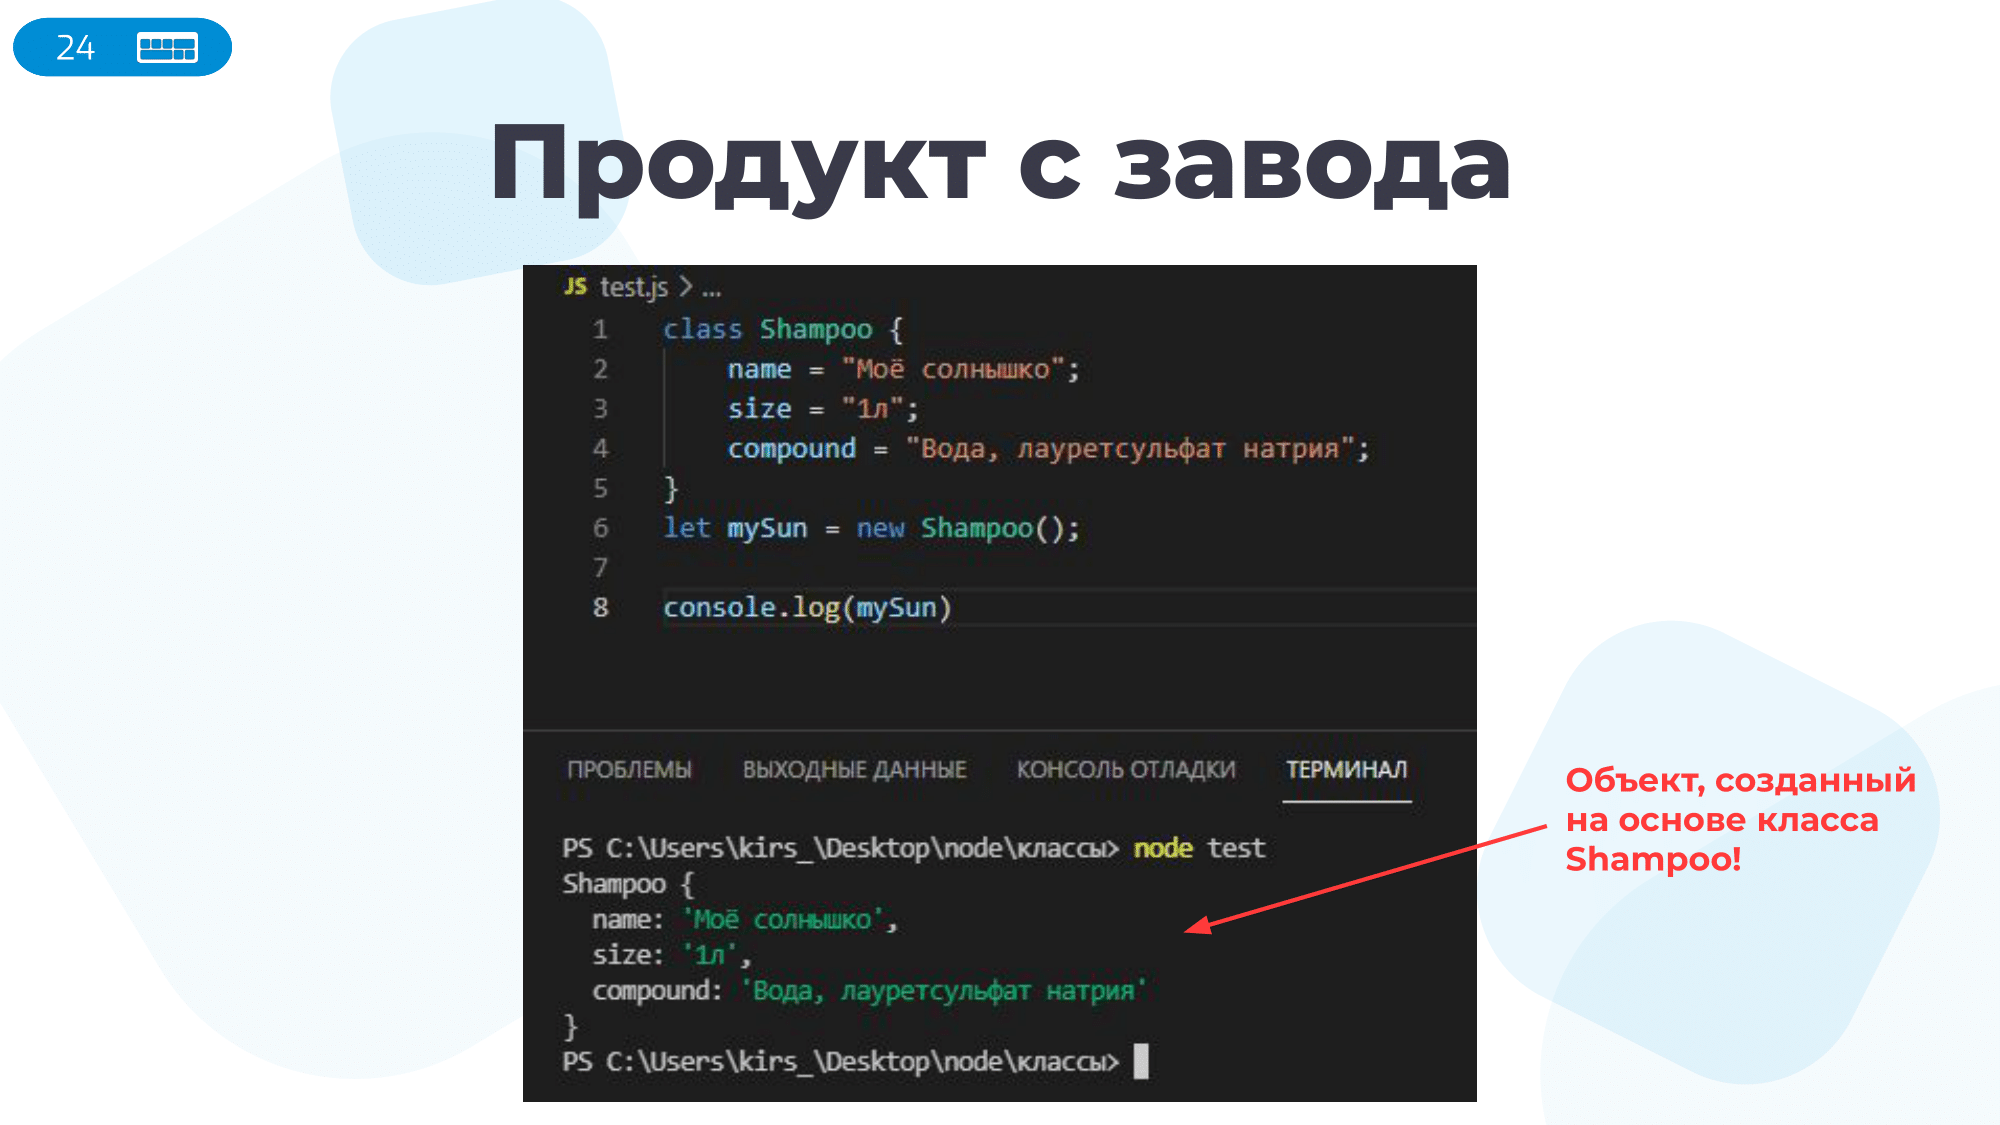 24
Продукт с завода
JS test.js > ...
1 class Shampoo {
2 name = "Моё солнышко";
3 size = "1л";
4 compound = "Вода, лауретсульфат натрия";
5 }
6 let mySun = new Shampoo();
7
8 console.log(mySun)
ПРОБЛЕМЫ ВЫХОДНЫЕ ДАННЫЕ КОНСОЛЬ ОТЛАДКИ ТЕРМИНАЛ
PS C:\Users\kirs_\Desktop\node\классы> node test
Shampoo {
name: 'Моё солнышко',
size: '1л',
compound: 'Вода, лауретсульфат натрия'
}
PS C:\Users\kirs_\Desktop\node\классы>
Объект, созданный
на основе класса
Shampoo!